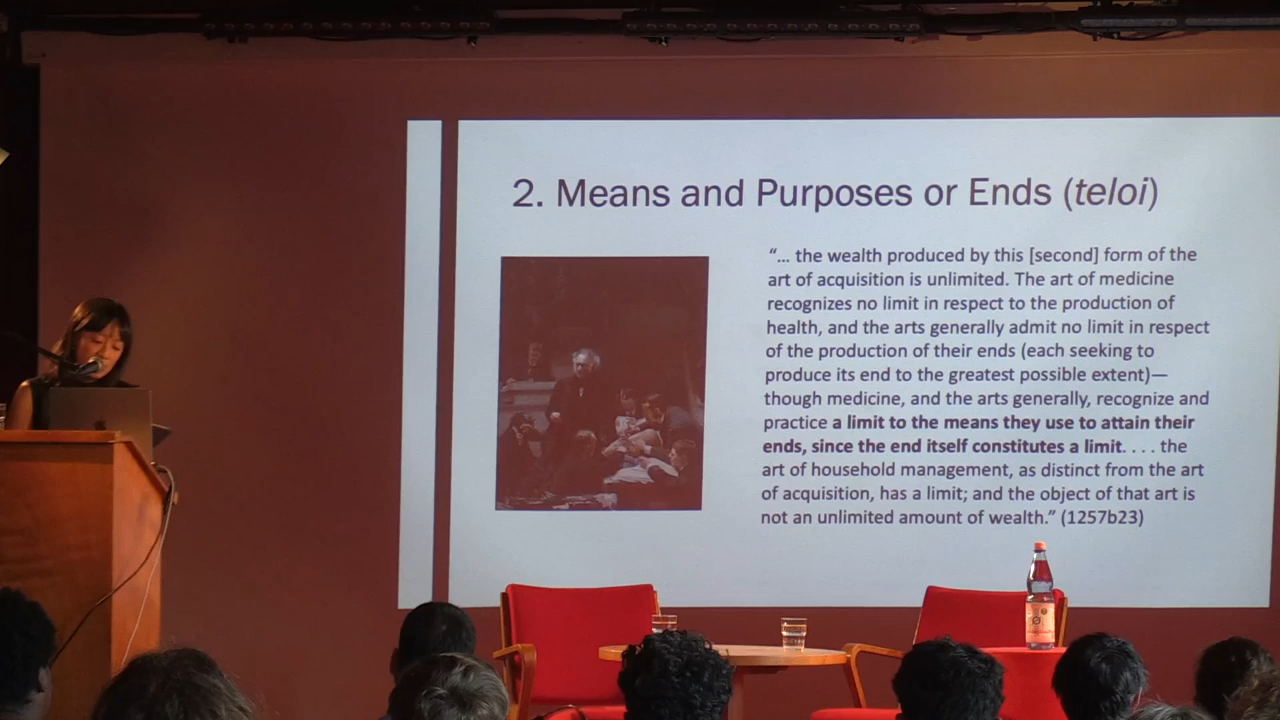 2. Means and Purposes or Ends (teloi)
“... the wealth produced by this [second] form of the
art of acquisition is unlimited. The art of medicine
recognizes no limit in respect to the production of
health, and the arts generally admit no limit in respect
of the production of their ends (each seeking to
produce its end to the greatest possible extent)—
though medicine, and the arts generally, recognize and
practice a limit to the means they use to attain their
ends, since the end itself constitutes a limit. . . . the
art of household management, as distinct from the art
of acquisition, has a limit; and the object of that art is
not an unlimited amount of wealth.” (1257b23)